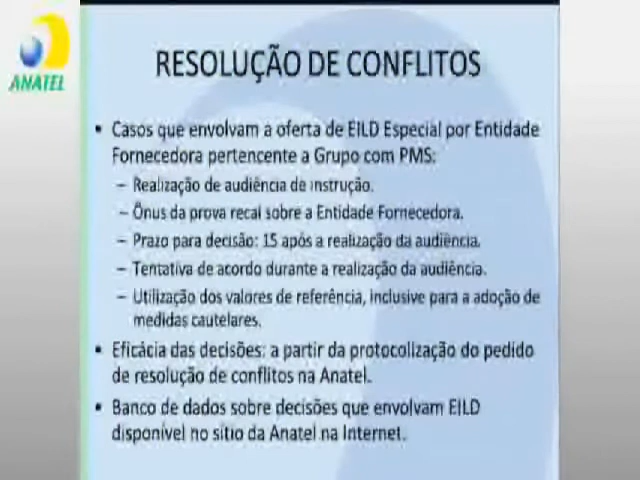 ANATEL
RESOLUÇÃO DE CONFLITOS
• Casos que envolvam a oferta de EILD Especial por Entidade
Fornecedora pertencente a Grupo com PMS:
– Realização de audiência de instrução.
– Ônus da prova recai sobre a Entidade Fornecedora.
– Prazo para decisão: 15 após a realização da audiência.
– Tentativa de acordo durante a realização da audiência.
– Utilização dos valores de referência, inclusive para a adoção de
medidas cautelares.
• Eficácia das decisões: a partir da protocolização do pedido
de resolução de conflitos na Anatel.
• Banco de dados sobre decisões que envolvam EILD
disponível no sítio da Anatel na Internet.